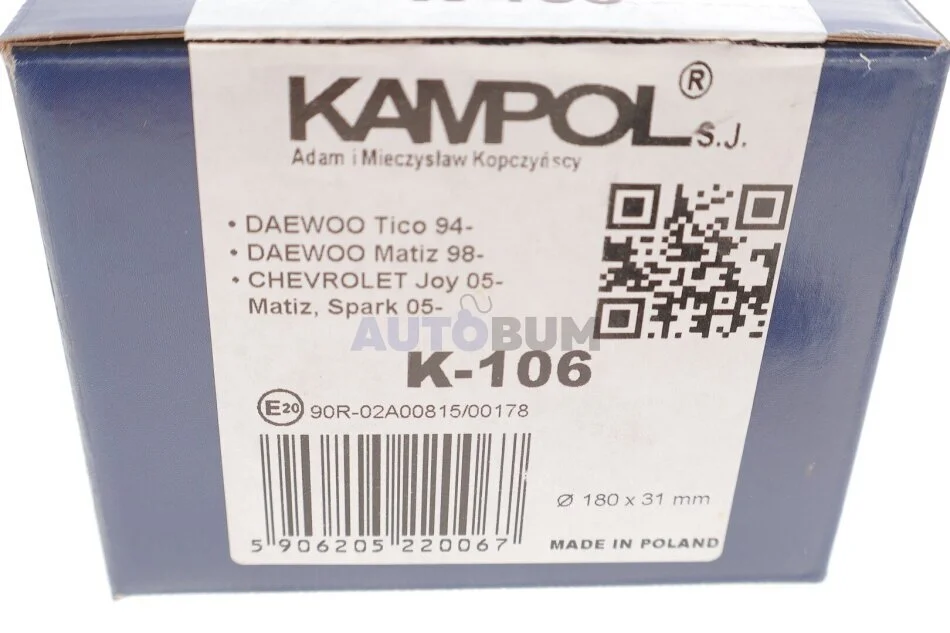 K-106
KAMPOL® S.J.
Adam i Mieczysław Kopczyńscy
• DAEWOO Tico 94-
• DAEWOO Matiz 98-
• CHEVROLET Joy 05-
Matiz, Spark 05-
AUTOBUM
K-106
E20 90R-02A00815/00178
Ø 180 x 31 mm
5 906205 220067
MADE IN POLAND